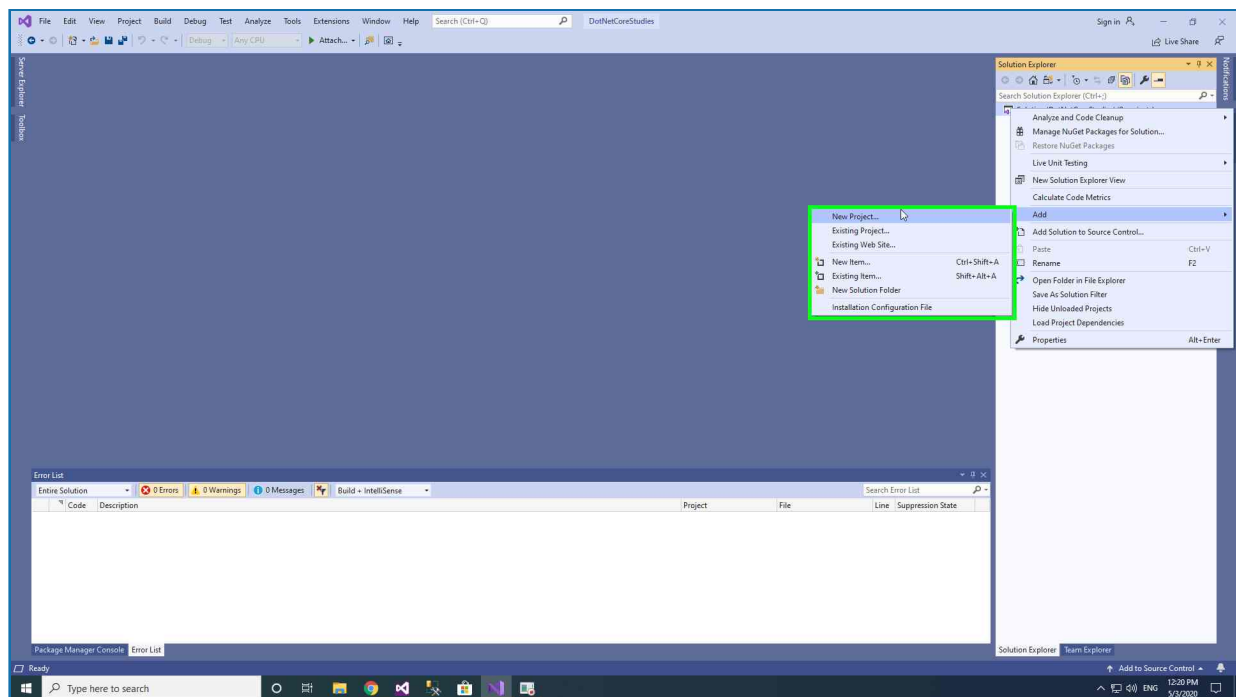 File Edit View Project Build Debug Test Analyze Tools Extensions Window Help Search (Ctrl+Q) DotNetCoreStudies Sign in
Debug Any CPU Attach... Live Share
Server Explorer
Toolbox
Solution Explorer
Notifications
Search Solution Explorer (Ctrl+;)
Analyze and Code Cleanup
Manage NuGet Packages for Solution...
Restore NuGet Packages
Live Unit Testing
New Solution Explorer View
Calculate Code Metrics
Add
Add Solution to Source Control...
Paste Ctrl+V
Rename F2
Open Folder in File Explorer
Save As Solution Filter
Hide Unloaded Projects
Load Project Dependencies
Properties Alt+Enter
New Project...
Existing Project...
Existing Web Site...
New Item... Ctrl+Shift+A
Existing Item... Shift+Alt+A
New Solution Folder
Installation Configuration File
Error List
Entire Solution 0 Errors 0 Warnings 0 Messages Build + IntelliSense Search Error List
Code Description Project File Line Suppression State
Package Manager Console Error List
Solution Explorer Team Explorer
Ready Add to Source Control
Type here to search ENG 12:20 PM
5/3/2020